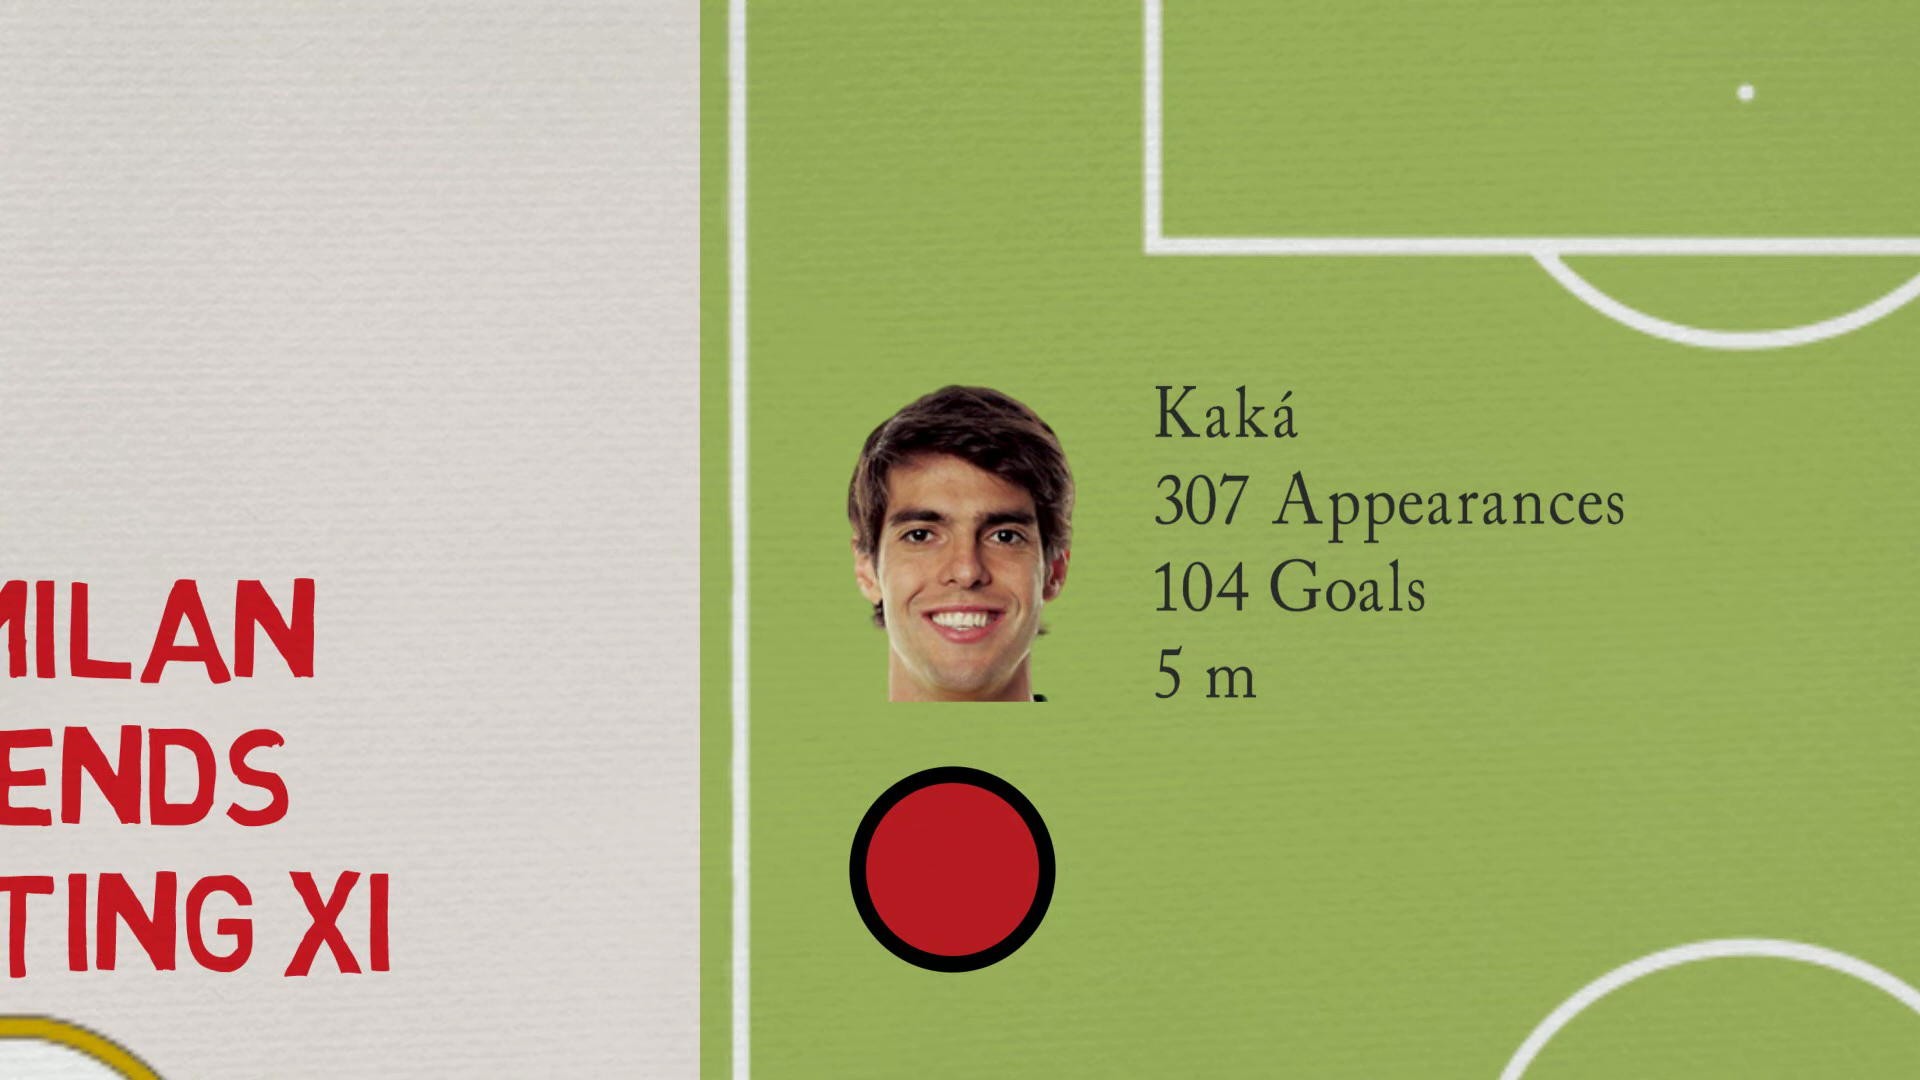 MILAN
ENDS
TING XI
Kaká
307 Appearances
104 Goals
5 m